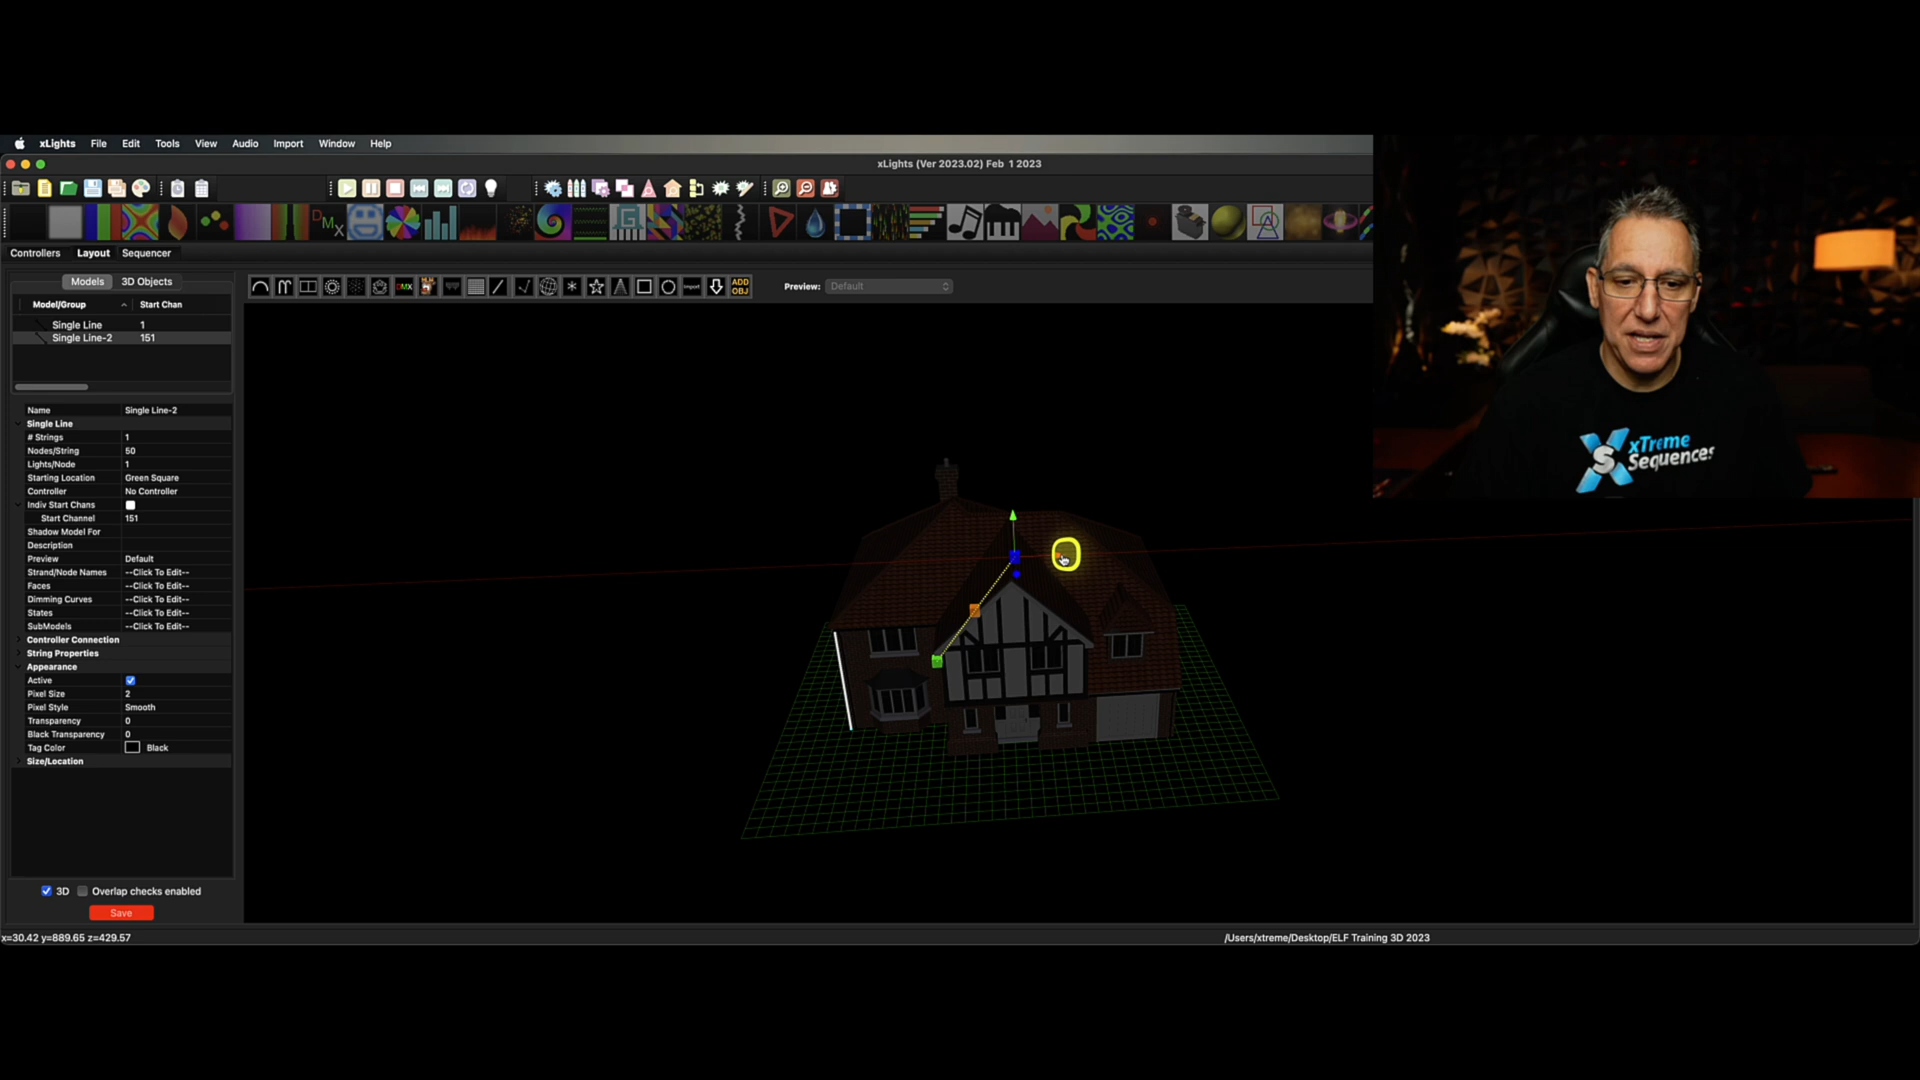 xLights File Edit Tools View Audio Import Window Help
xLights (Ver 2023.02) Feb 1 2023
DMX
Controllers Layout Sequencer
Models 3D Objects
DMX
ADD OBJ
Preview: Default
Model/Group Start Chan
Single Line 1
Single Line-2 151
Name Single Line-2
Single Line
# Strings 1
Nodes/String 50
Lights/Node 1
Starting Location Green Square
Controller No Controller
Indiv Start Chans
Start Channel 151
Shadow Model For
Description
Preview Default
Strand/Node Names --Click To Edit--
Faces --Click To Edit--
Dimming Curves --Click To Edit--
States --Click To Edit--
SubModels --Click To Edit--
Controller Connection
String Properties
Appearance
Active
Pixel Size 2
Pixel Style Smooth
Transparency 0
Black Transparency 0
Tag Color Black
Size/Location
3D Overlap checks enabled
Save
x=30.42 y=889.65 z=429.57
/Users/xtreme/Desktop/ELF Training 3D 2023
xTreme
Sequences